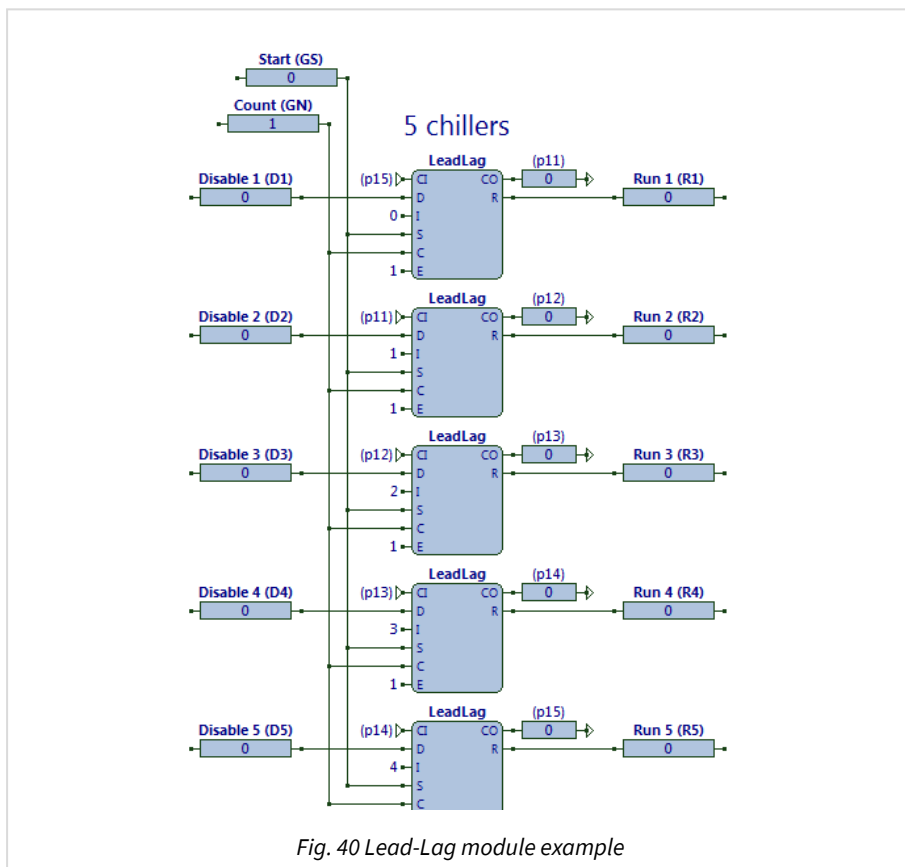 Start (GS)
0
Count (GN)
1
5 chillers
LeadLag
(p11)
Disable 1 (D1)
(p15)
CI
CO
0
Run 1 (R1)
0
D
R
0
0
I
S
C
1
E
LeadLag
(p12)
Disable 2 (D2)
(p11)
CI
CO
0
Run 2 (R2)
0
D
R
0
1
I
S
C
1
E
LeadLag
(p13)
Disable 3 (D3)
(p12)
CI
CO
0
Run 3 (R3)
0
D
R
0
2
I
S
C
1
E
LeadLag
(p14)
Disable 4 (D4)
(p13)
CI
CO
0
Run 4 (R4)
0
D
R
0
3
I
S
C
1
E
LeadLag
(p15)
Disable 5 (D5)
(p14)
CI
CO
0
Run 5 (R5)
0
D
R
0
4
I
S
C
Fig. 40 Lead-Lag module example